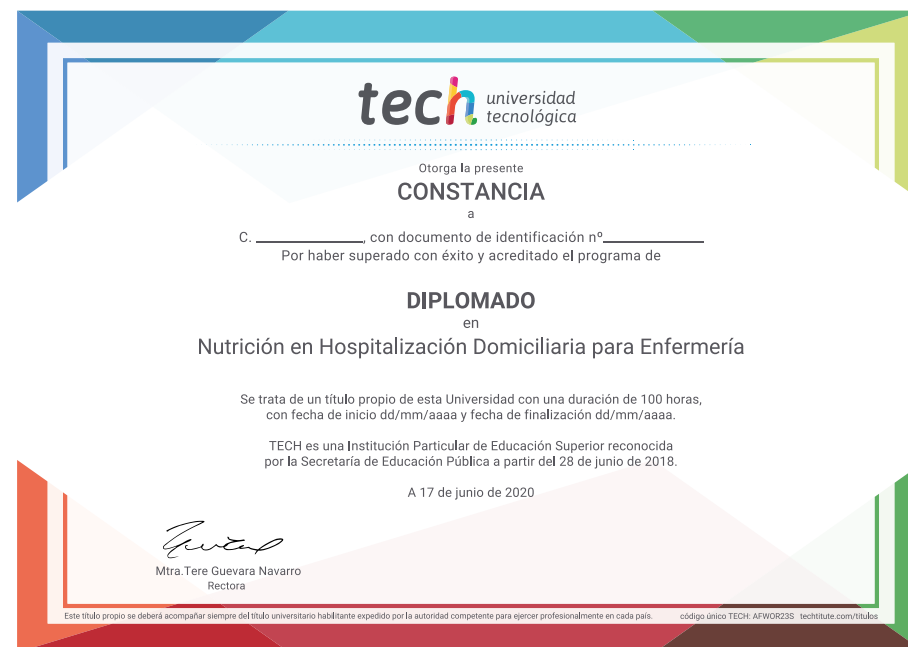 tech universidad
tecnológica
Otorga la presente
CONSTANCIA
a
C. ____________, con documento de identificación nº____________
Por haber superado con éxito y acreditado el programa de
DIPLOMADO
en
Nutrición en Hospitalización Domiciliaria para Enfermería
Se trata de un título propio de esta Universidad con una duración de 100 horas,
con fecha de inicio dd/mm/aaaa y fecha de finalización dd/mm/aaaa.
TECH es una Institución Particular de Educación Superior reconocida
por la Secretaría de Educación Pública a partir del 28 de junio de 2018.
A 17 de junio de 2020
Mtra.Tere Guevara Navarro
Rectora
Este título propio se deberá acompañar siempre del título universitario habilitante expedido por la autoridad competente para ejercer profesionalmente en cada país. código único TECH: AFWOR23S techtitute.com/titulos